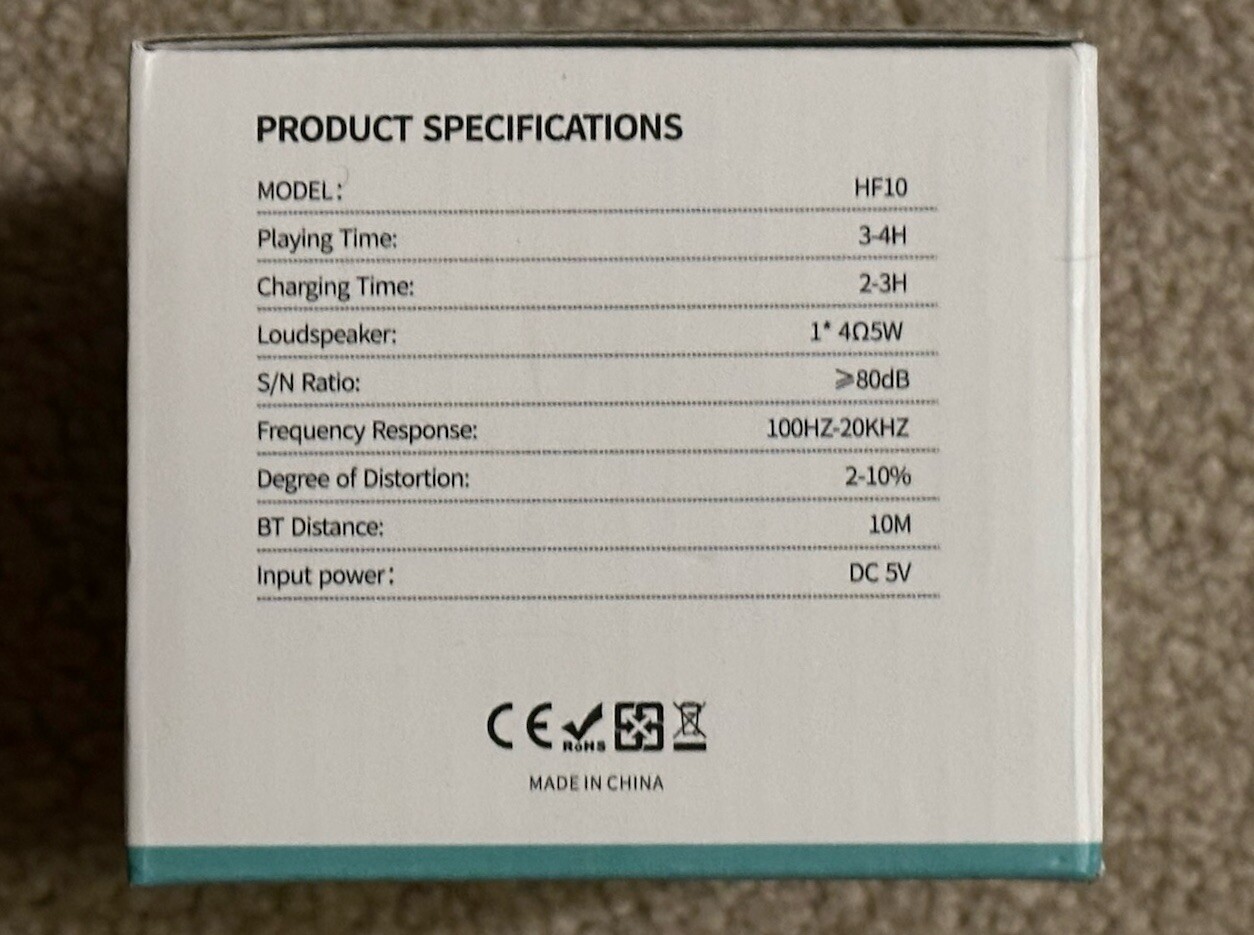 PRODUCT SPECIFICATIONS
MODEL： HF10
Playing Time: 3-4H
Charging Time: 2-3H
Loudspeaker: 1* 4Ω5W
S/N Ratio: ⩾80dB
Frequency Response: 100HZ-20KHZ
Degree of Distortion: 2-10%
BT Distance: 10M
Input power： DC 5V
CE RoHS
MADE IN CHINA